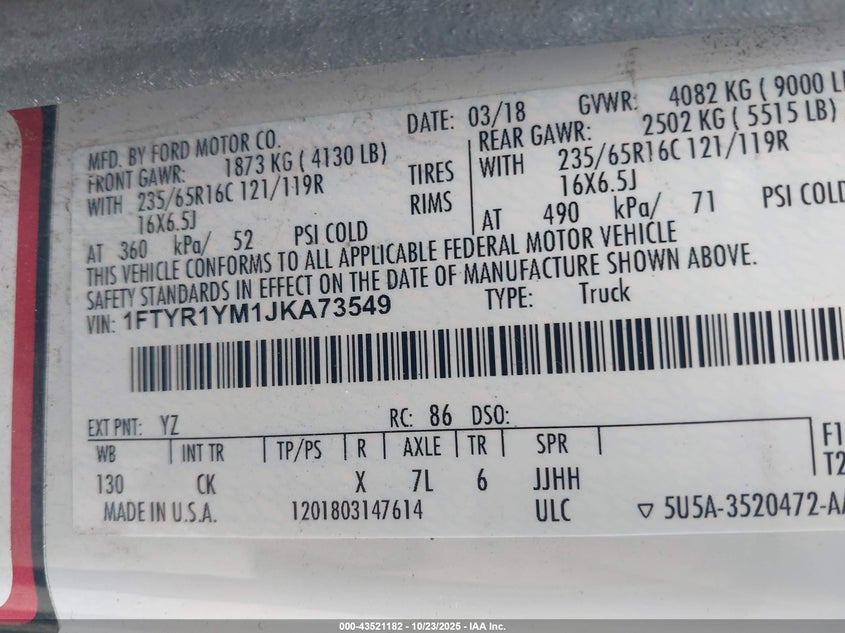 MFD. BY FORD MOTOR CO. DATE: 03/18 GVWR: 4082 KG ( 9000
FRONT GAWR: 1873 KG ( 4130 LB) REAR GAWR: 2502 KG ( 5515 LB)
WITH 235/65R16C 121/119R TIRES WITH 235/65R16C 121/119R
16X6.5J RIMS 16X6.5J
AT 360 kPa/ 52 PSI COLD AT 490 kPa/ 71 PSI COLD
THIS VEHICLE CONFORMS TO ALL APPLICABLE FEDERAL MOTOR VEHICLE
SAFETY STANDARDS IN EFFECT ON THE DATE OF MANUFACTURE SHOWN ABOVE.
VIN: 1FTYR1YM1JKA73549 TYPE: Truck
EXT PNT: YZ RC: 86 DSO:
WB INT TR TP/PS R AXLE TR SPR F1
130 CK X 7L 6 JJHH T2
MADE IN U.S.A. 1201803147614 ULC ▽ 5U5A-3520472-A
000-43521182 - 10/23/2025 - IAA Inc.